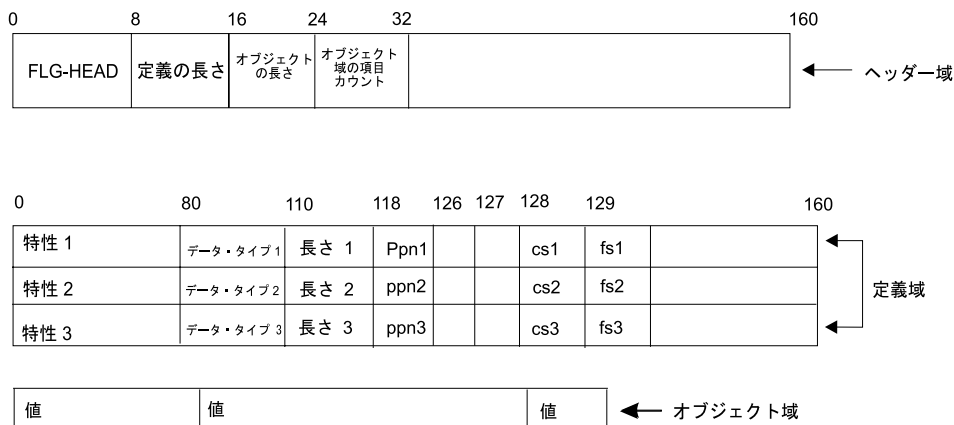 0 8 16 24 32 160
FLG-HEAD 定義の長さ オブジェクトの長さ オブジェクト域の項目カウント ヘッダー域
0 80 110 118 126 127 128 129 160
特性 1 データ・タイプ 1 長さ 1 Ppn1 cs1 fs1
特性 2 データ・タイプ 2 長さ 2 ppn2 cs2 fs2
定義域
特性 3 データ・タイプ 3 長さ 3 ppn3 cs3 fs3
値 値 値 オブジェクト域